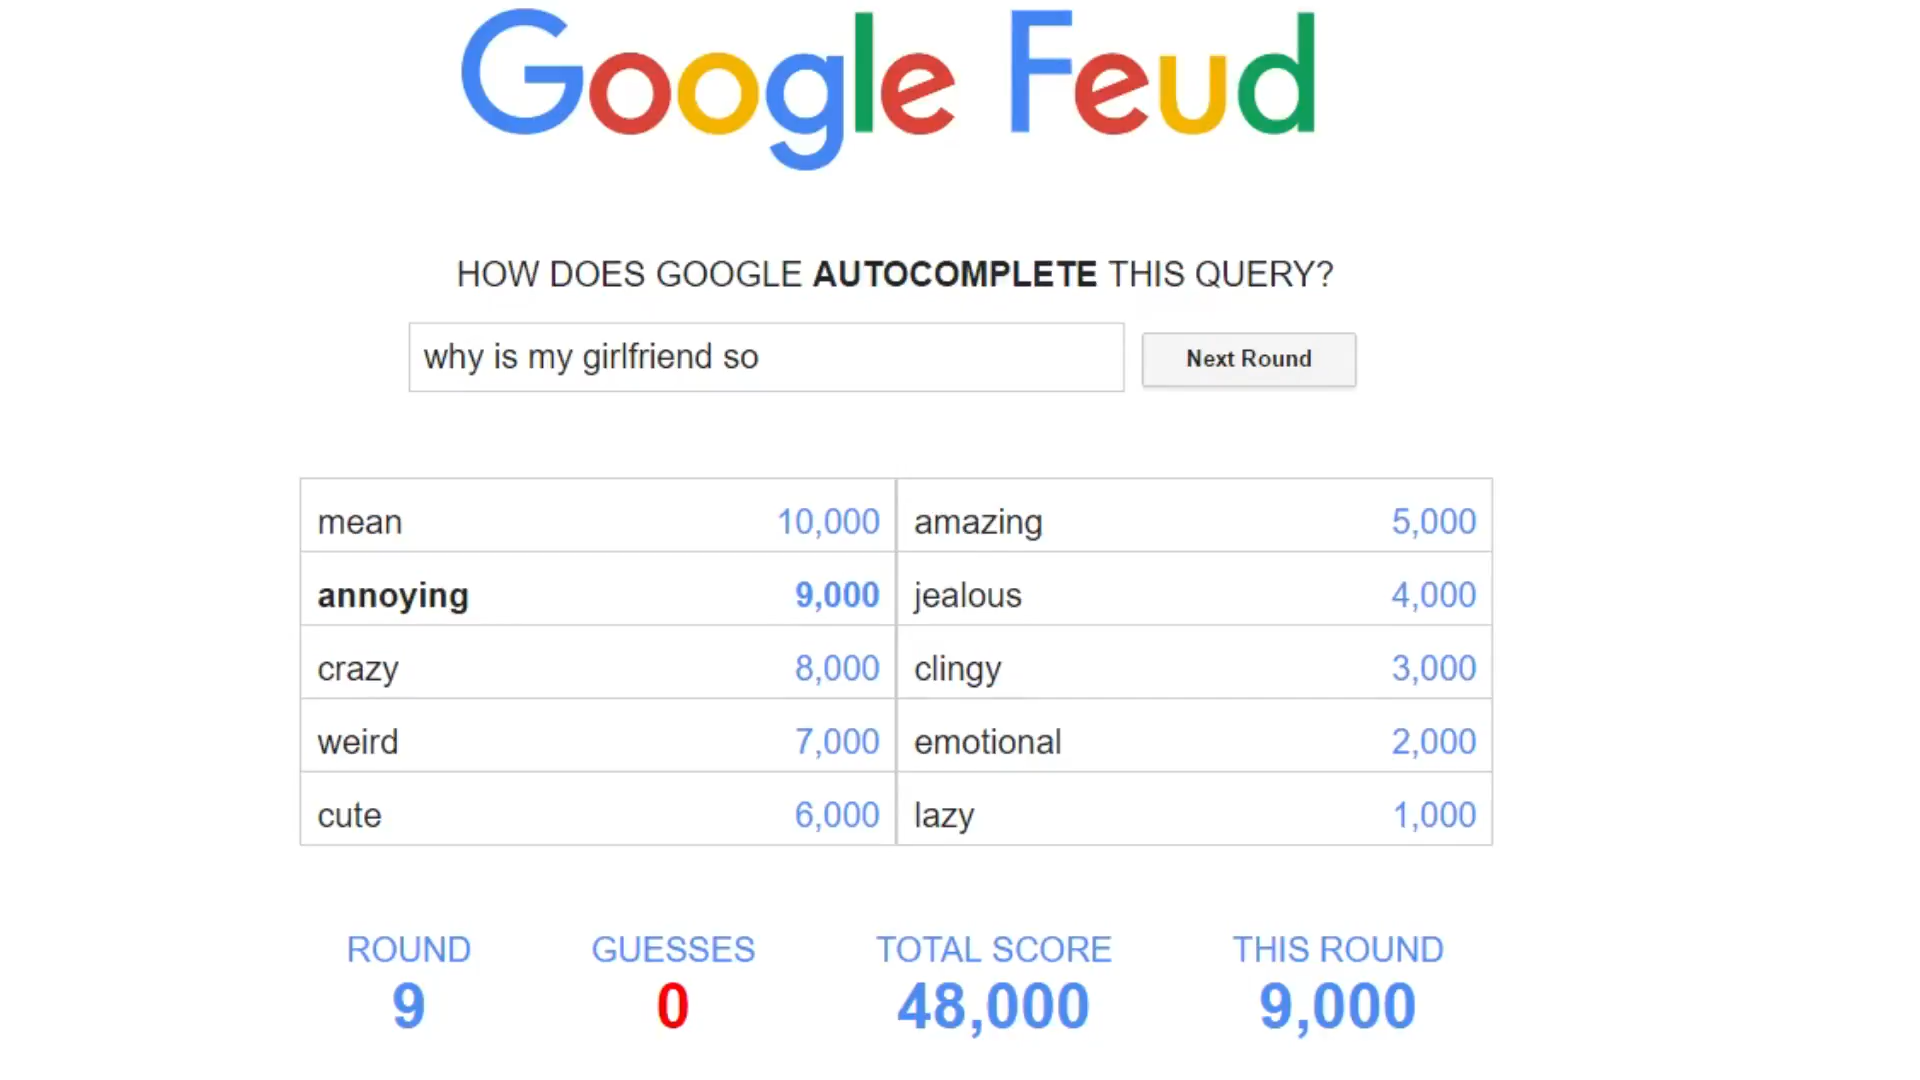 Google Feud
HOW DOES GOOGLE AUTOCOMPLETE THIS QUERY?
why is my girlfriend so
Next Round
mean 10,000
annoying 9,000
crazy 8,000
weird 7,000
cute 6,000
amazing 5,000
jealous 4,000
clingy 3,000
emotional 2,000
lazy 1,000
ROUND
9
GUESSES
0
TOTAL SCORE
48,000
THIS ROUND
9,000